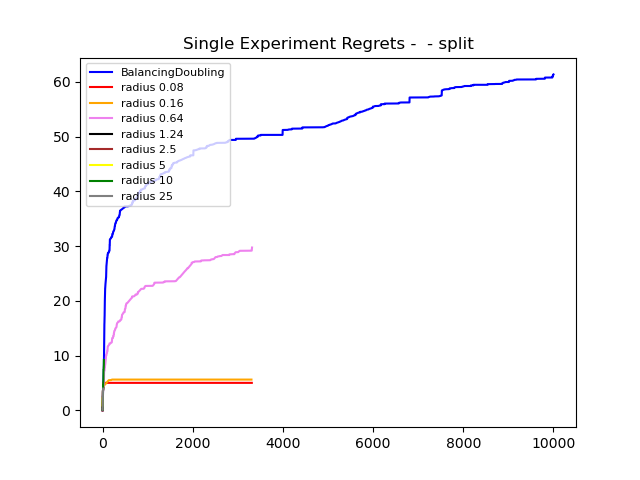 Single Experiment Regrets -  - split
BalancingDoubling
radius 0.08
radius 0.16
radius 0.64
radius 1.24
radius 2.5
radius 5
radius 10
radius 25
60
50
40
30
20
10
0
0 2000 4000 6000 8000 10000